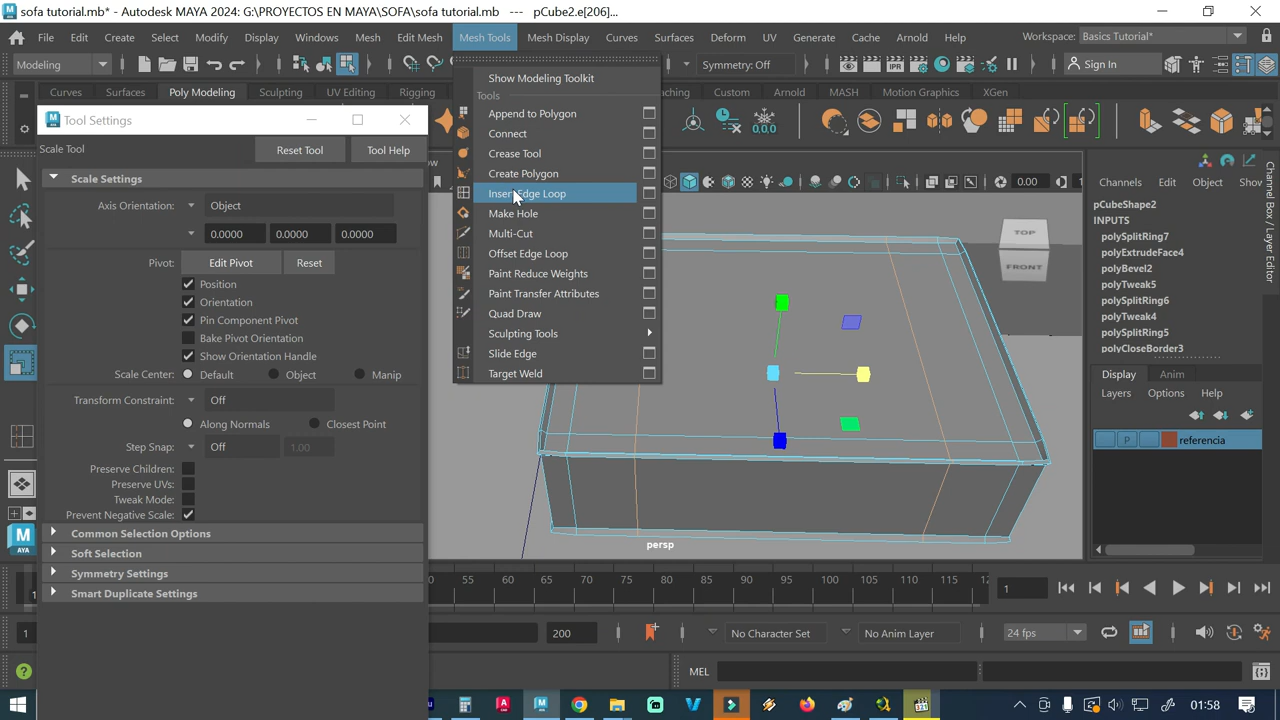 sofa tutorial.mb* - Autodesk MAYA 2024: G:\PROYECTOS EN MAYA\SOFA\sofa tutorial.mb --- pCube2.e[206]...
File Edit Create Select Modify Display Windows Mesh Edit Mesh Mesh Tools Mesh Display Curves Surfaces Deform UV Generate Cache Arnold Help
Workspace: Basics Tutorial*
Modeling
Symmetry: Off
Sign In
Curves Surfaces Poly Modeling Sculpting UV Editing Rigging
Custom Arnold MASH Motion Graphics XGen
Tool Settings
Scale Tool
Reset Tool
Tool Help
Scale Settings
Axis Orientation:
Object
0.0000
0.0000
0.0000
Pivot:
Edit Pivot
Reset
Position
Orientation
Pin Component Pivot
Bake Pivot Orientation
Show Orientation Handle
Scale Center:
Default
Object
Manip
Transform Constraint:
Off
Along Normals
Closest Point
Step Snap:
Off
1.00
Preserve Children:
Preserve UVs:
Tweak Mode:
Prevent Negative Scale:
Common Selection Options
Soft Selection
Symmetry Settings
Smart Duplicate Settings
Show Modeling Toolkit
Tools
Append to Polygon
Connect
Crease Tool
Create Polygon
Insert Edge Loop
Make Hole
Multi-Cut
Offset Edge Loop
Paint Reduce Weights
Paint Transfer Attributes
Quad Draw
Sculpting Tools
Slide Edge
Target Weld
0.00
1.00
TOP
FRONT
persp
Channels Edit Object Show
pCubeShape2
INPUTS
polySplitRing7
polyExtrudeFace4
polyBevel2
polyTweak5
polySplitRing6
polyTweak4
polySplitRing5
polyCloseBorder3
Display
Anim
Layers Options Help
P
referencia
50 55 60 65 70 75 80 85 90 95 100 105 110 115 12
1
1
200
No Character Set
No Anim Layer
24 fps
MEL
AYA
01:58